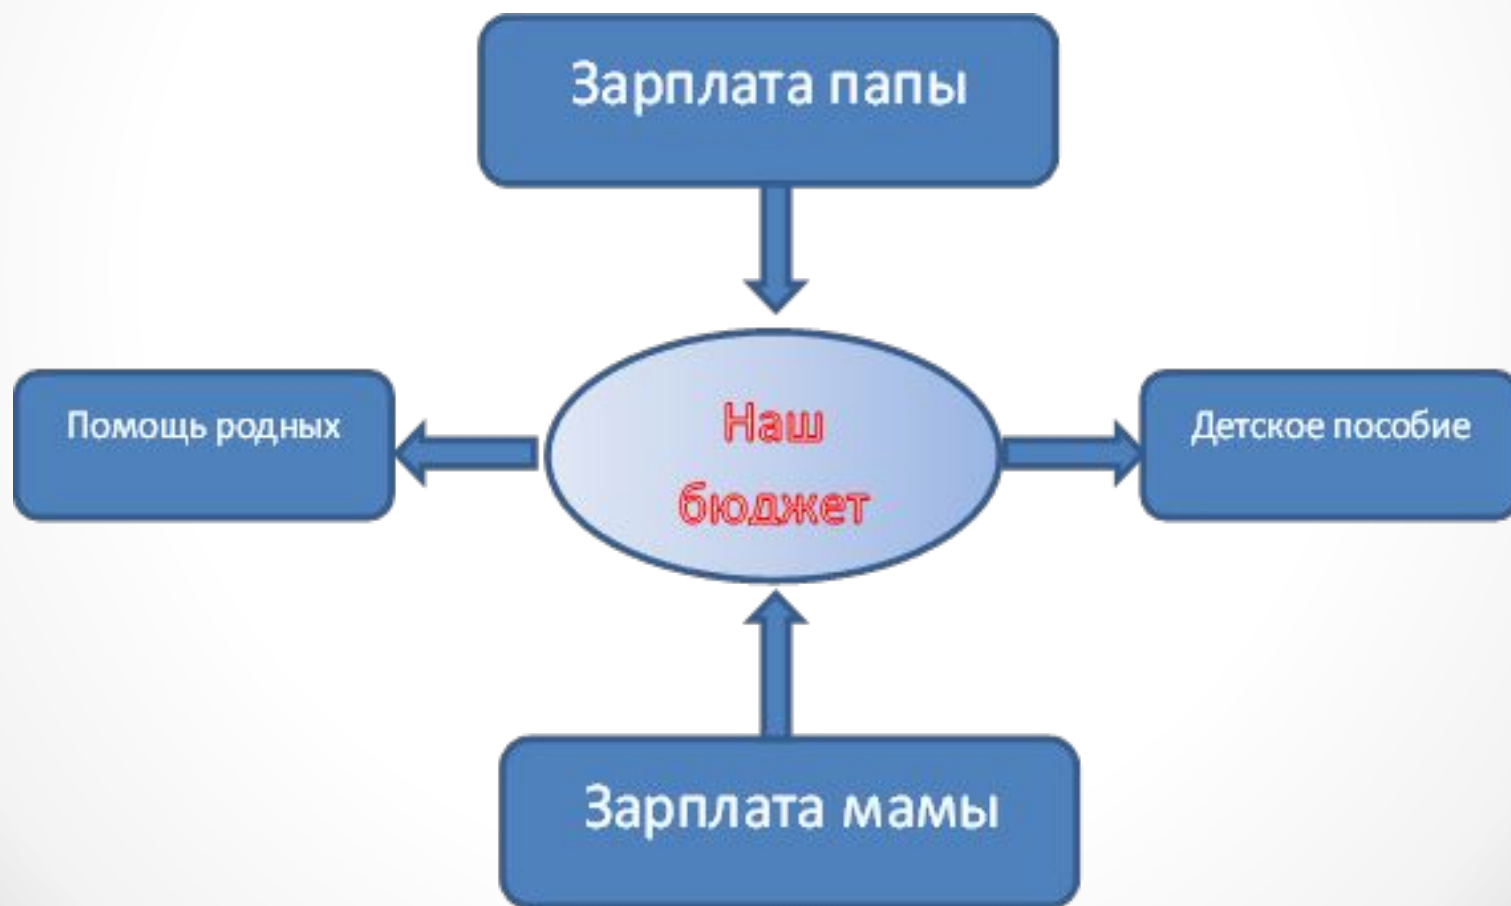 Зарплата папы
Помощь родных
Наш
бюджет
Детское пособие
Зарплата мамы